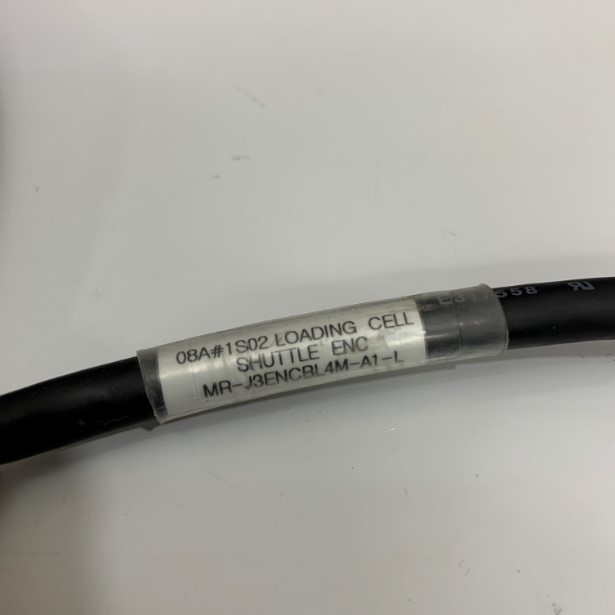 08A#1S02 LOADING CELL
SHUTTLE ENC
MR-J3ENCBL4M-A1-L